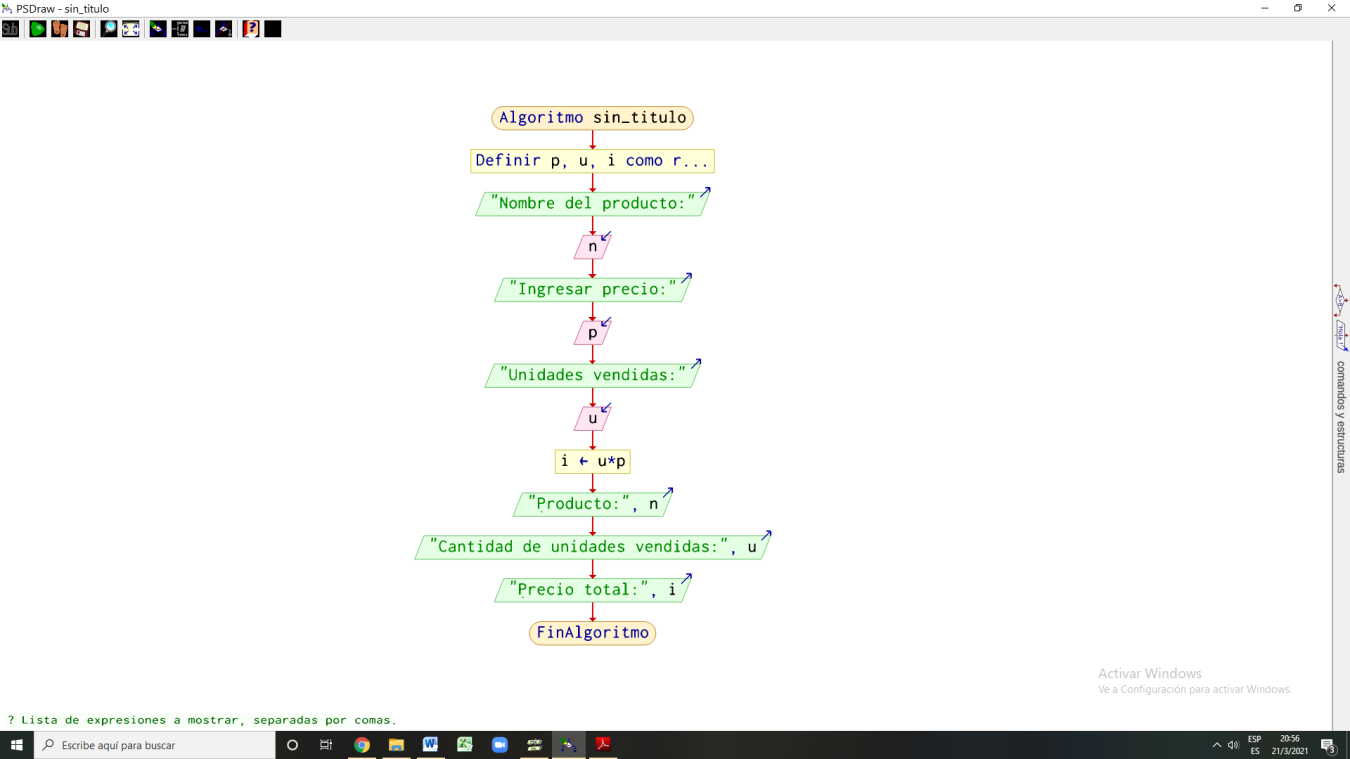 PSDraw - sin_titulo
Sub
Algoritmo sin_titulo
Definir p, u, i como r...
"Nombre del producto:"
n
"Ingresar precio:"
p
"Unidades vendidas:"
u
i ← u*p
"Producto:", n
"Cantidad de unidades vendidas:", u
"Precio total:", i
FinAlgoritmo
comandos y estructuras
Activar Windows
Ve a Configuración para activar Windows.
? Lista de expresiones a mostrar, separadas por comas.
Escribe aquí para buscar
ESP
ES
20:56
21/3/2021
3